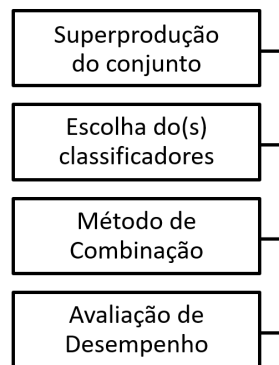 Superprodução
do conjunto
Escolha do(s)
classificadores
Método de
Combinação
Avaliação de
Desempenho